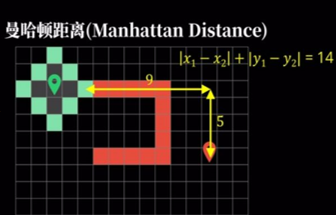 曼哈顿距离(Manhattan Distance)
|x₁ − x₂| + |y₁ − y₂| = 14
9
5